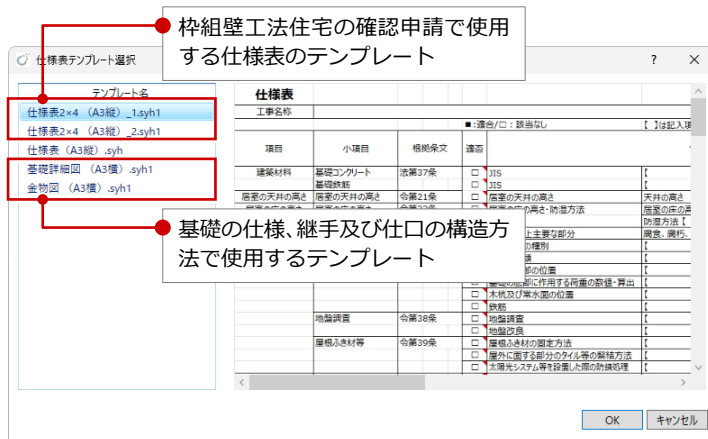 枠組壁工法住宅の確認申請で使用
する仕様表のテンプレート
仕様表テンプレート選択
? ×
テンプレート名
仕様表2×4 （A3縦）_1.syh1
仕様表2×4 （A3縦）_2.syh1
仕様表（A3縦）.syh
基礎詳細図 （A3横）.syh1
金物図 （A3横）.syh1
仕様表
工事名称
■:適合/□：該当なし 【 】は記入項
項目 小項目 根拠条文 適否
建築材料 基礎コンクリート 法第37条 □ JIS 【
基礎鉄筋 □ JIS 【
居室の天井の高さ 居室の天井の高さ 令第21条 □ 居室の天井の高さ 天井の高さ
の高さ・防湿方法 居室の床の高
防湿方法【
基礎の仕様、継手及び仕口の構造方
法で使用するテンプレート
上主要な部分 腐食、腐朽、
の種別 【
部の位置 【
基礎の底部に作用する荷重の数値・算出 【
□ 木杭及び常水面の位置 【
□ 鉄筋 【
地盤調査 令第38条 □ 地盤調査 【
□ 地盤改良 【
屋根ふき材等 令第39条 □ 屋根ふき材の固定方法 【
□ 屋外に面する部分のタイル等の緊結方法 【
□ 太陽光システム等を設置した際の防錆処理 【
OK キャンセル